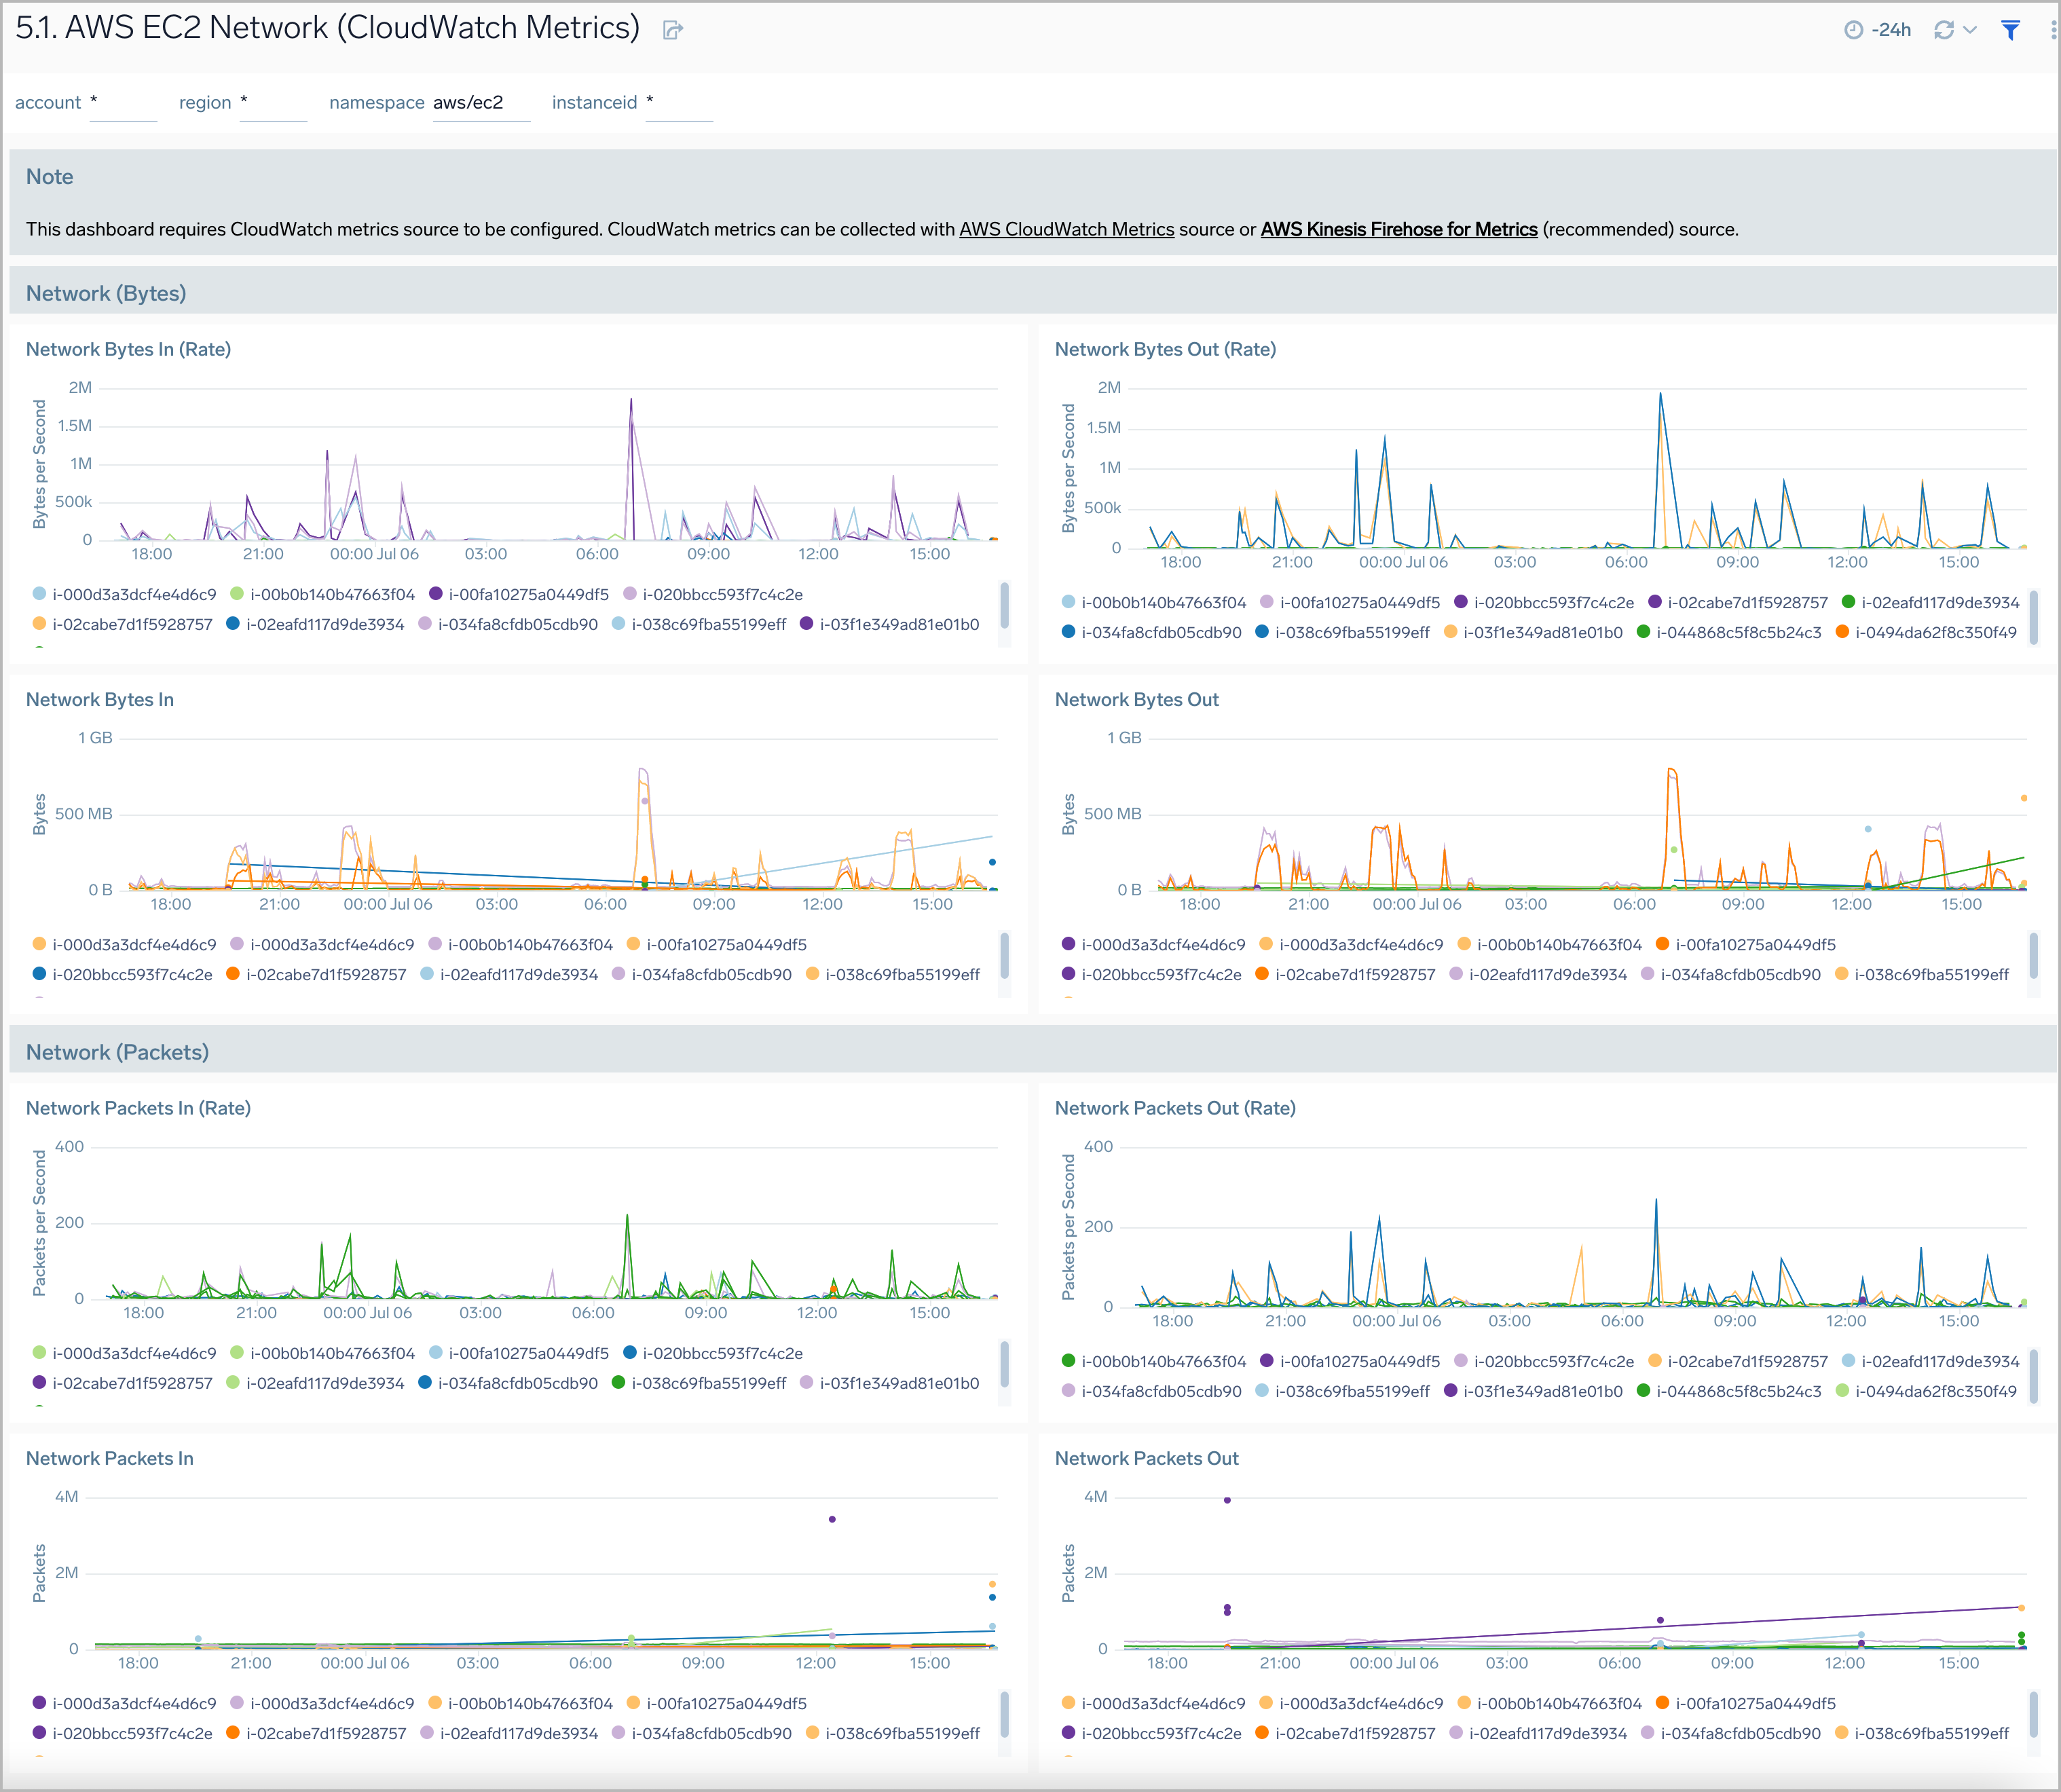 5.1. AWS EC2 Network (CloudWatch Metrics)
-24h
account * region * namespace aws/ec2 instanceid *
Note
This dashboard requires CloudWatch metrics source to be configured. CloudWatch metrics can be collected with AWS CloudWatch Metrics source or AWS Kinesis Firehose for Metrics (recommended) source.
Network (Bytes)
Network Bytes In (Rate)
Bytes per Second
2M
1.5M
1M
500k
0
18:00 21:00 00:00 Jul 06 03:00 06:00 09:00 12:00 15:00
i-000d3a3dcf4e4d6c9 i-00b0b140b47663f04 i-00fa10275a0449df5 i-020bbcc593f7c4c2e
i-02cabe7d1f5928757 i-02eafd117d9de3934 i-034fa8cfdb05cdb90 i-038c69fba55199eff i-03f1e349ad81e01b0
Network Bytes Out (Rate)
Bytes per Second
2M
1.5M
1M
500k
0
18:00 21:00 00:00 Jul 06 03:00 06:00 09:00 12:00 15:00
i-00b0b140b47663f04 i-00fa10275a0449df5 i-020bbcc593f7c4c2e i-02cabe7d1f5928757 i-02eafd117d9de3934
i-034fa8cfdb05cdb90 i-038c69fba55199eff i-03f1e349ad81e01b0 i-044868c5f8c5b24c3 i-0494da62f8c350f49
Network Bytes In
Bytes
1 GB
500 MB
0 B
18:00 21:00 00:00 Jul 06 03:00 06:00 09:00 12:00 15:00
i-000d3a3dcf4e4d6c9 i-000d3a3dcf4e4d6c9 i-00b0b140b47663f04 i-00fa10275a0449df5
i-020bbcc593f7c4c2e i-02cabe7d1f5928757 i-02eafd117d9de3934 i-034fa8cfdb05cdb90 i-038c69fba55199eff
Network Bytes Out
Bytes
1 GB
500 MB
0 B
18:00 21:00 00:00 Jul 06 03:00 06:00 09:00 12:00 15:00
i-000d3a3dcf4e4d6c9 i-000d3a3dcf4e4d6c9 i-00b0b140b47663f04 i-00fa10275a0449df5
i-020bbcc593f7c4c2e i-02cabe7d1f5928757 i-02eafd117d9de3934 i-034fa8cfdb05cdb90 i-038c69fba55199eff
Network (Packets)
Network Packets In (Rate)
Packets per Second
400
200
0
18:00 21:00 00:00 Jul 06 03:00 06:00 09:00 12:00 15:00
i-000d3a3dcf4e4d6c9 i-00b0b140b47663f04 i-00fa10275a0449df5 i-020bbcc593f7c4c2e
i-02cabe7d1f5928757 i-02eafd117d9de3934 i-034fa8cfdb05cdb90 i-038c69fba55199eff i-03f1e349ad81e01b0
Network Packets Out (Rate)
Packets per Second
400
200
0
18:00 21:00 00:00 Jul 06 03:00 06:00 09:00 12:00 15:00
i-00b0b140b47663f04 i-00fa10275a0449df5 i-020bbcc593f7c4c2e i-02cabe7d1f5928757 i-02eafd117d9de3934
i-034fa8cfdb05cdb90 i-038c69fba55199eff i-03f1e349ad81e01b0 i-044868c5f8c5b24c3 i-0494da62f8c350f49
Network Packets In
Packets
4M
2M
0
18:00 21:00 00:00 Jul 06 03:00 06:00 09:00 12:00 15:00
i-000d3a3dcf4e4d6c9 i-000d3a3dcf4e4d6c9 i-00b0b140b47663f04 i-00fa10275a0449df5
i-020bbcc593f7c4c2e i-02cabe7d1f5928757 i-02eafd117d9de3934 i-034fa8cfdb05cdb90 i-038c69fba55199eff
Network Packets Out
Packets
4M
2M
0
18:00 21:00 00:00 Jul 06 03:00 06:00 09:00 12:00 15:00
i-000d3a3dcf4e4d6c9 i-000d3a3dcf4e4d6c9 i-00b0b140b47663f04 i-00fa10275a0449df5
i-020bbcc593f7c4c2e i-02cabe7d1f5928757 i-02eafd117d9de3934 i-034fa8cfdb05cdb90 i-038c69fba55199eff